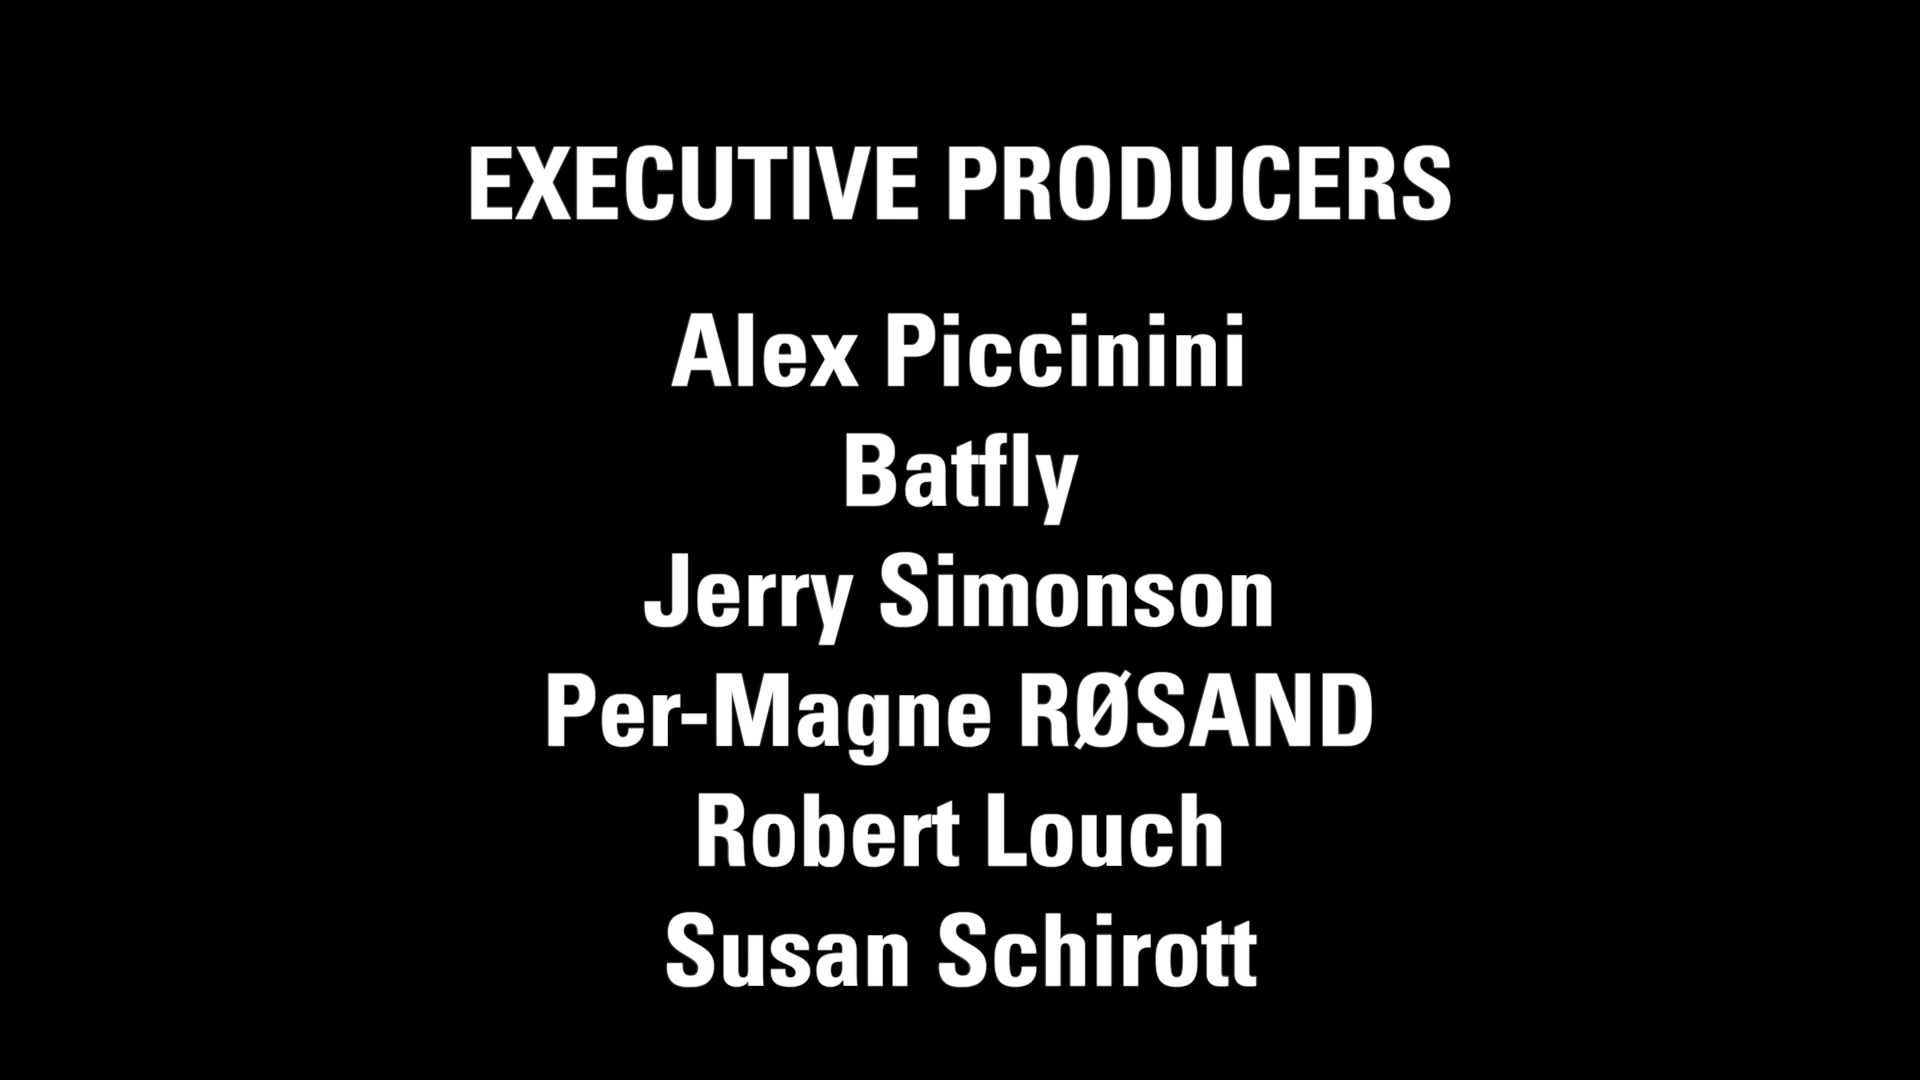 EXECUTIVE PRODUCERS
Alex Piccinini
Batfly
Jerry Simonson
Per-Magne RØSAND
Robert Louch
Susan Schirott